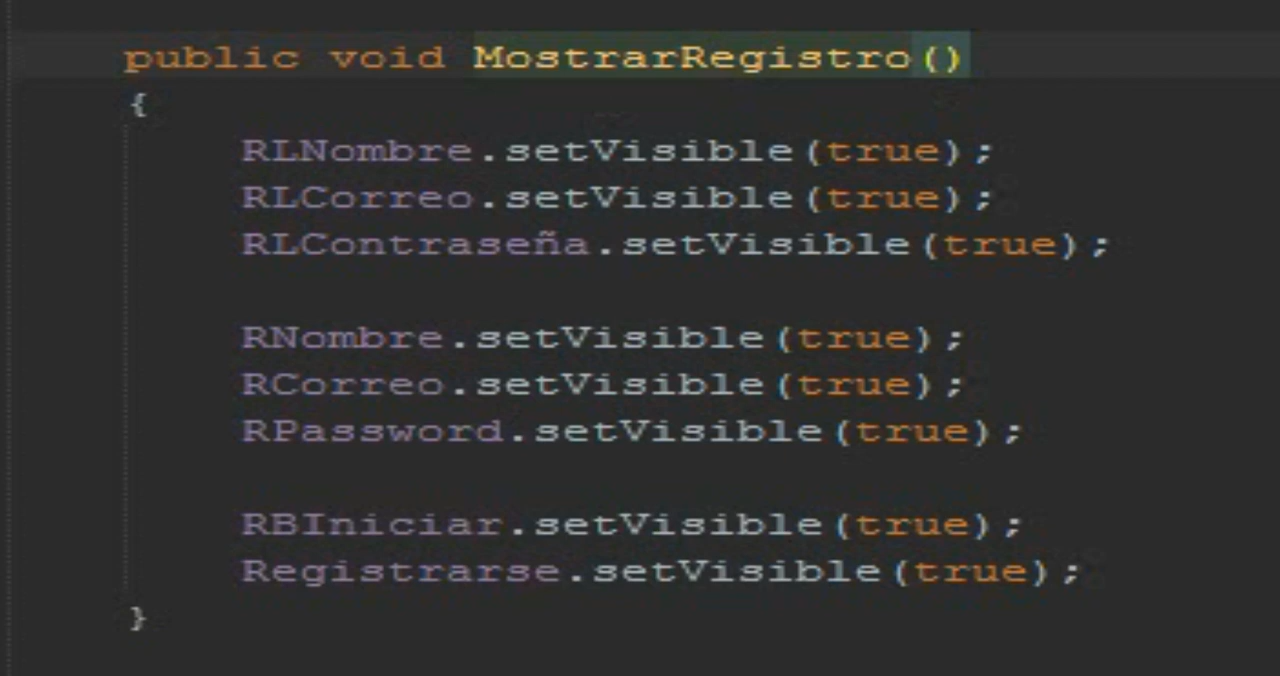 public void MostrarRegistro()
{
RLNombre.setVisible(true);
RLCorreo.setVisible(true);
RLContraseña.setVisible(true);
RNombre.setVisible(true);
RCorreo.setVisible(true);
RPassword.setVisible(true);
RBIniciar.setVisible(true);
Registrarse.setVisible(true);
}